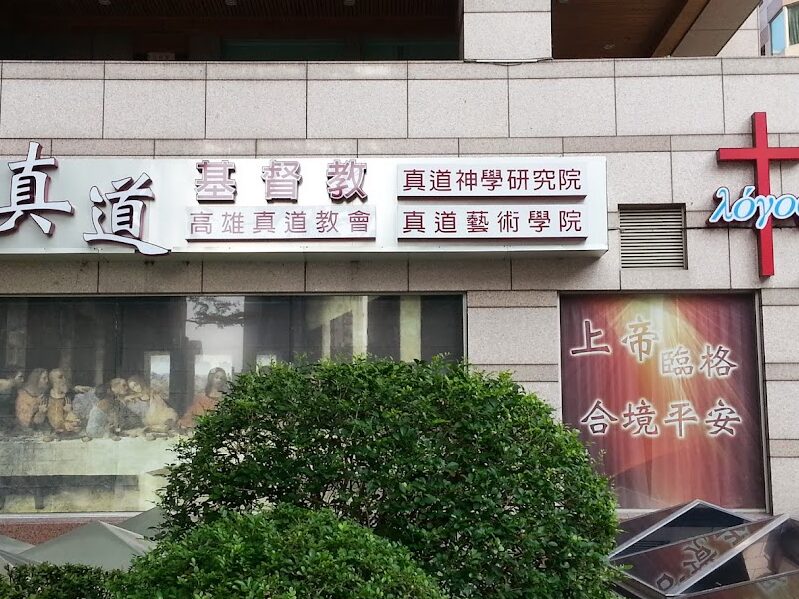 真道
基督教
高雄真道教會
真道神學研究院
真道藝術學院
λόγο
上帝臨格
合境平安